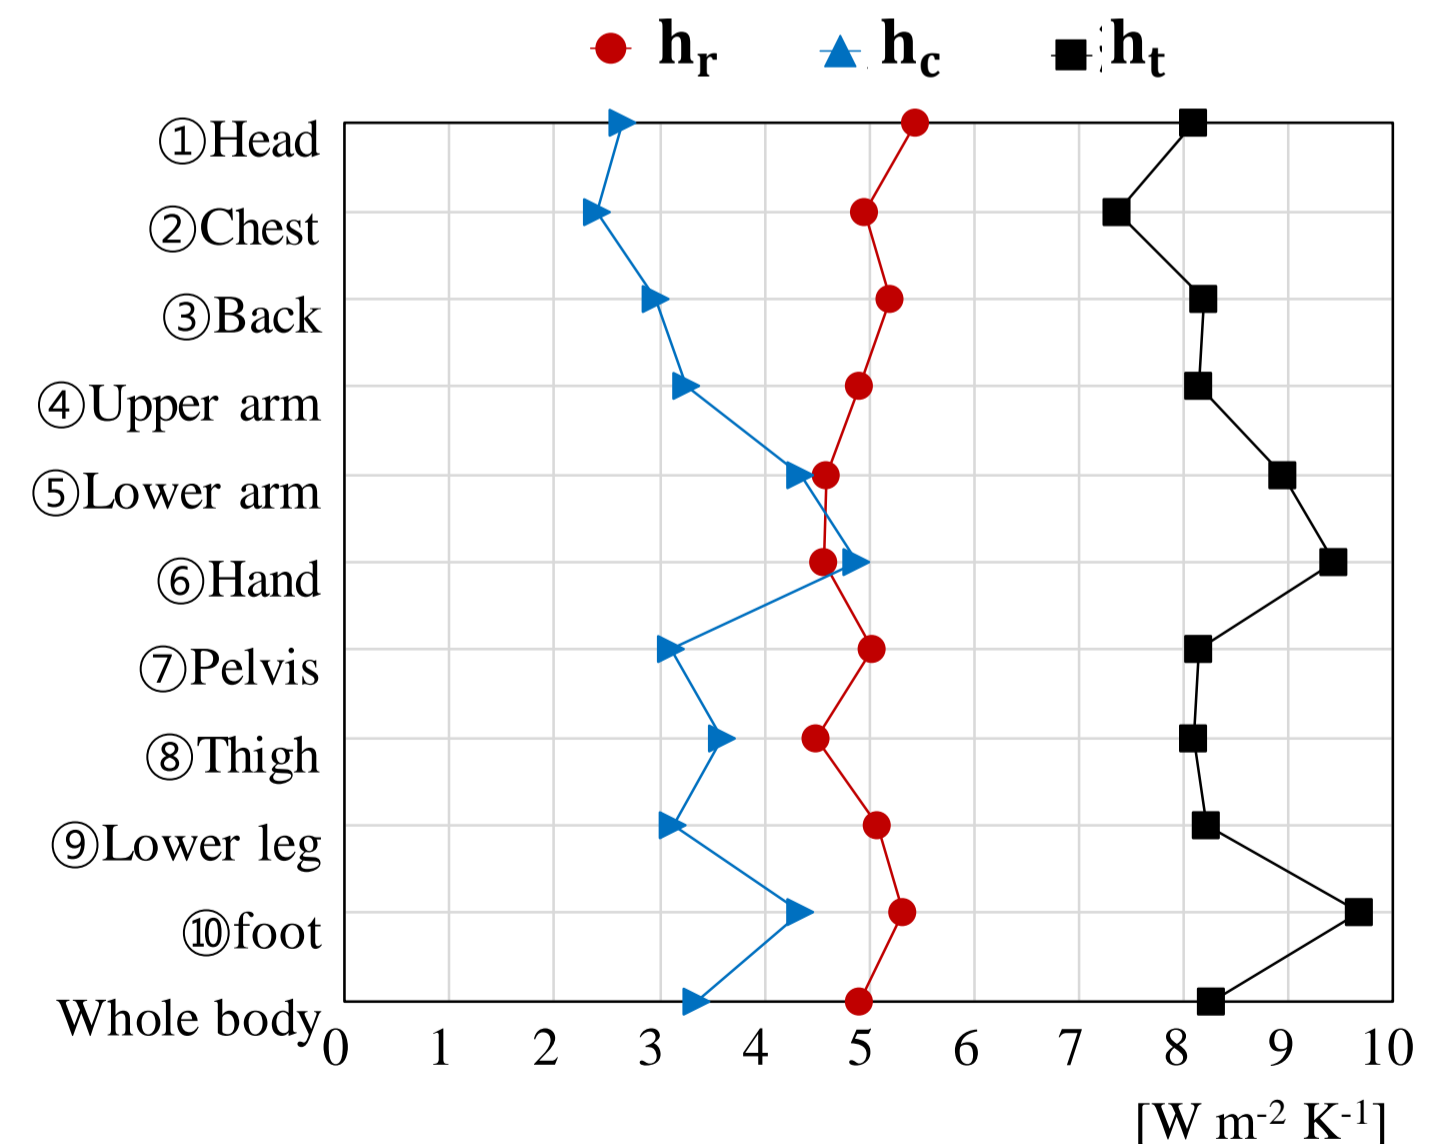 hr hc ht
①Head
②Chest
③Back
④Upper arm
⑤Lower arm
⑥Hand
⑦Pelvis
⑧Thigh
⑨Lower leg
⑩foot
Whole body
0 1 2 3 4 5 6 7 8 9 10
[W m-2 K-1]